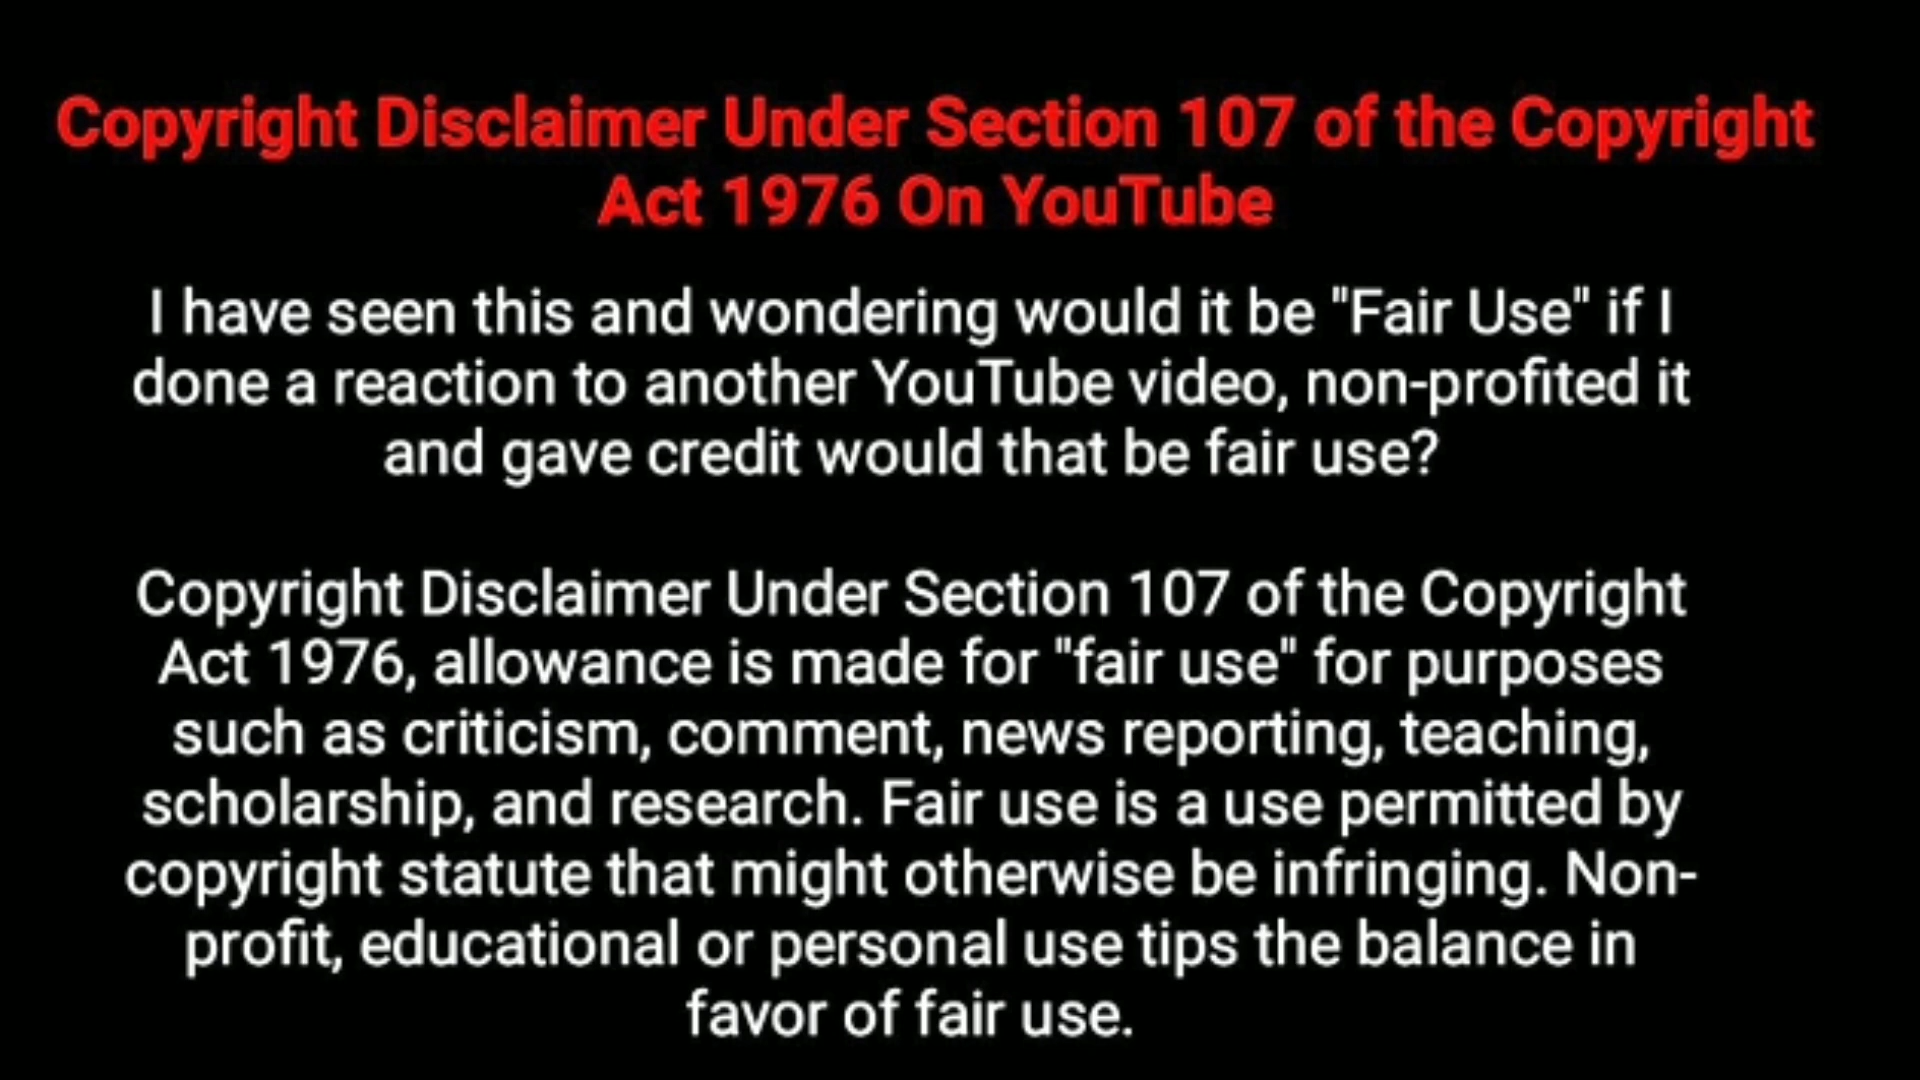 Copyright Disclaimer Under Section 107 of the Copyright
Act 1976 On YouTube
I have seen this and wondering would it be "Fair Use" if I
done a reaction to another YouTube video, non-profited it
and gave credit would that be fair use?
Copyright Disclaimer Under Section 107 of the Copyright
Act 1976, allowance is made for "fair use" for purposes
such as criticism, comment, news reporting, teaching,
scholarship, and research. Fair use is a use permitted by
copyright statute that might otherwise be infringing. Non-
profit, educational or personal use tips the balance in
favor of fair use.